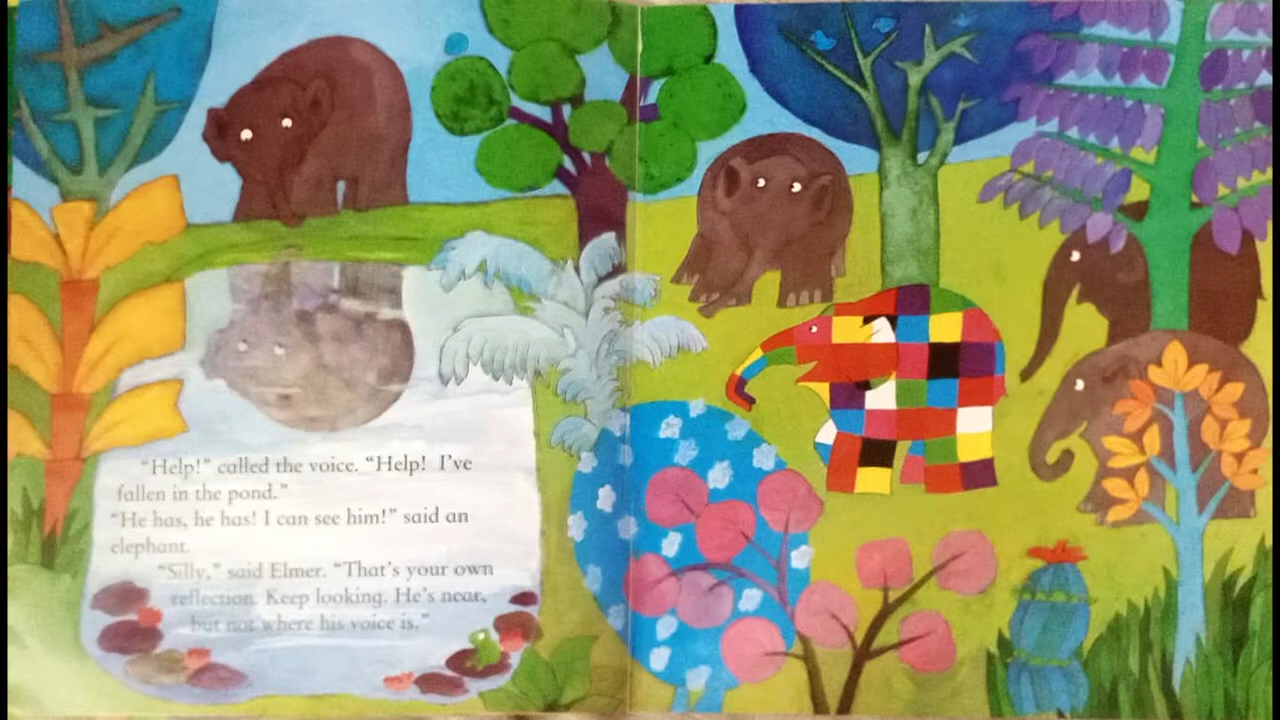 “Help!” called the voice. “Help! I’ve
fallen in the pond.”
“He has, he has! I can see him!” said an
elephant.
“Silly,” said Elmer. “That’s your own
reflection. Keep looking. He’s near,
but not where his voice is.”